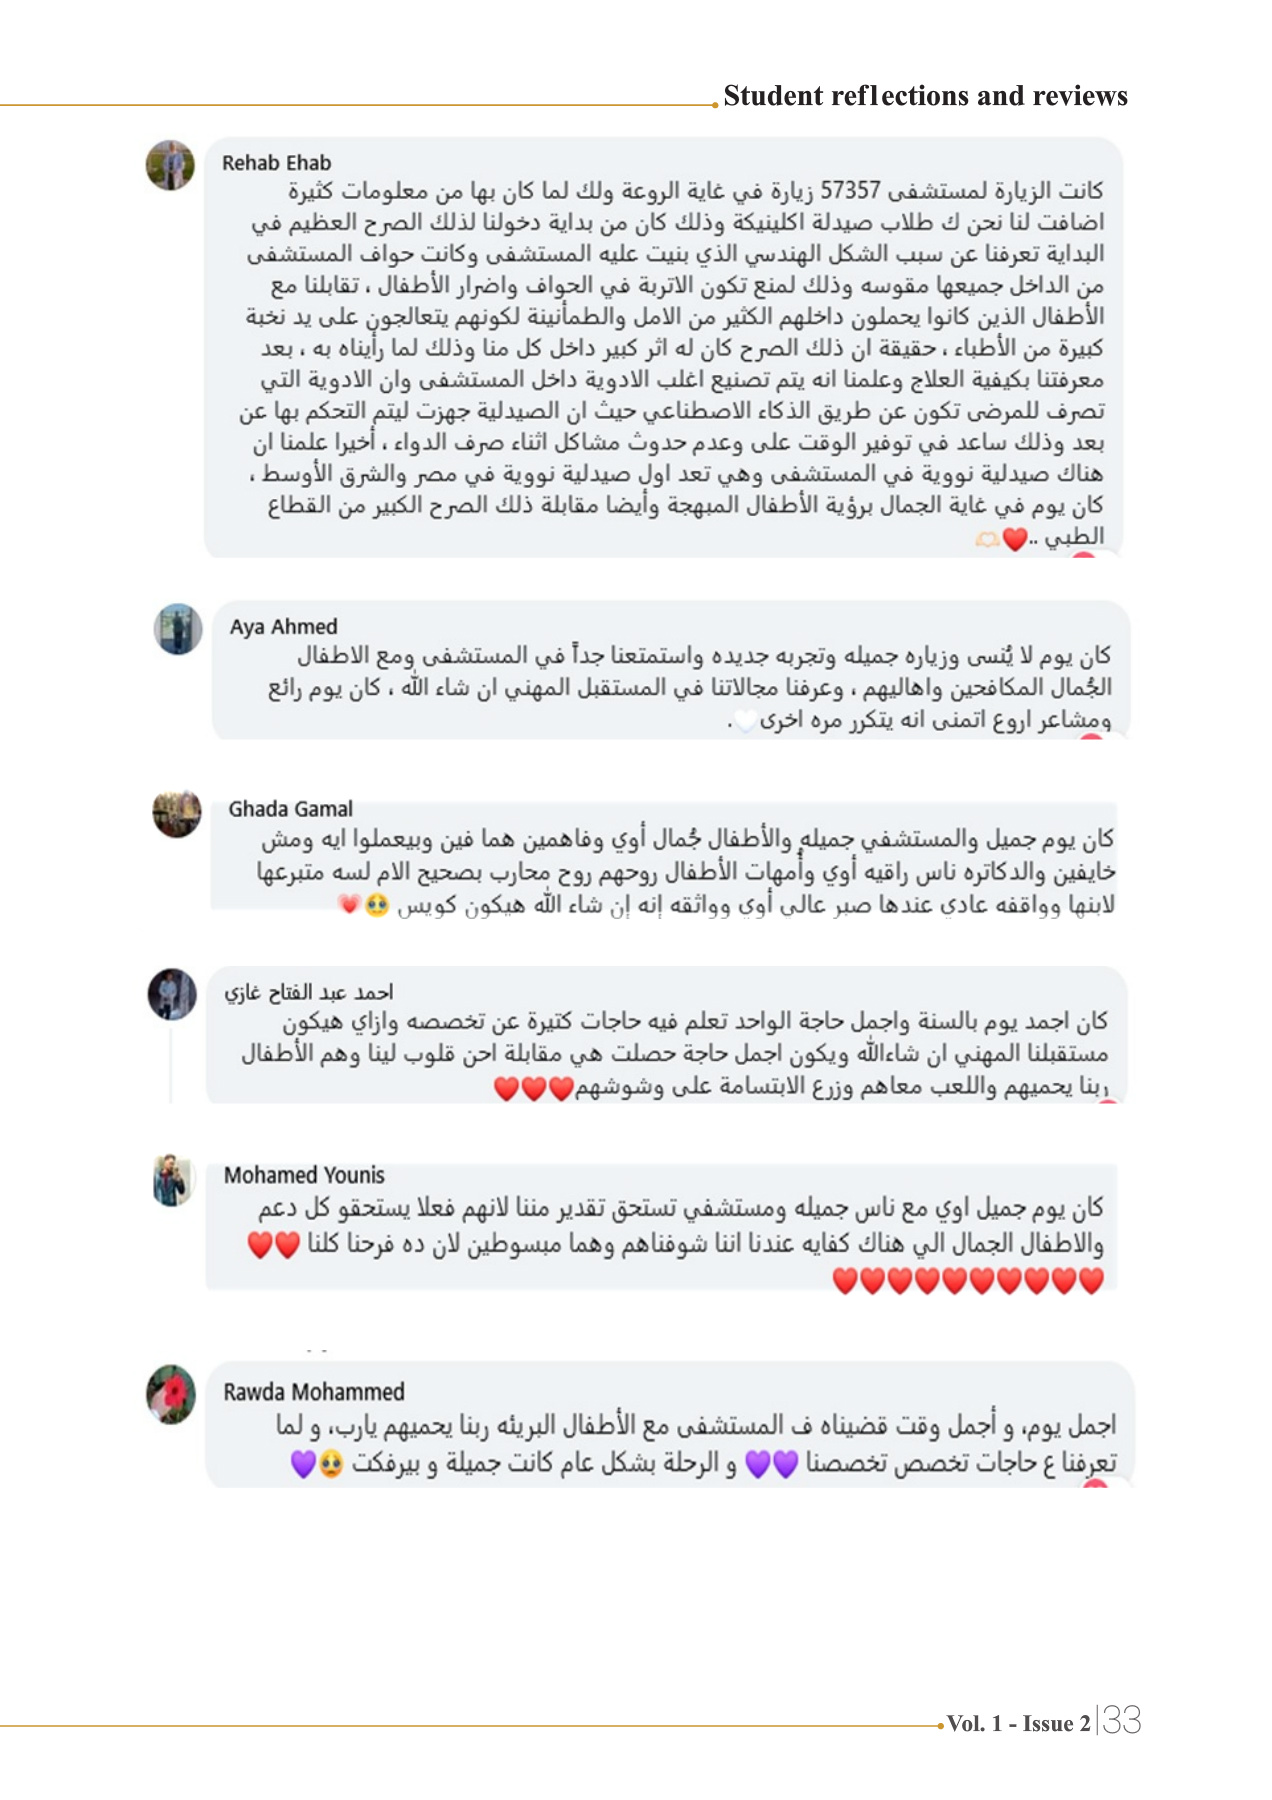 Student reflections and reviews
Rehab Ehab
كانت الزيارة لمستشفى 57357 زيارة في غاية الروعة ولك لما كان بها من معلومات كثيرة
اضافت لنا نحن ك طلاب صيدلة اكلينيكة وذلك كان من بداية دخولنا لذلك الصرح العظيم في
البداية تعرفنا عن سبب الشكل الهندسي الذي بنيت عليه المستشفى وكانت حواف المستشفى
من الداخل جميعها مقوسه وذلك لمنع تكون الاتربة في الحواف واضرار الأطفال ، تقابلنا مع
الأطفال الذين كانوا يحملون داخلهم الكثير من الامل والطمأنينة لكونهم يتعالجون على يد نخبة
كبيرة من الأطباء ، حقيقة ان ذلك الصرح كان له اثر كبير داخل كل منا وذلك لما رأيناه به ، بعد
معرفتنا بكيفية العلاج وعلمنا انه يتم تصنيع اغلب الادوية داخل المستشفى وان الادوية التي
تصرف للمرضى تكون عن طريق الذكاء الاصطناعي حيث ان الصيدلية جهزت ليتم التحكم بها عن
بعد وذلك ساعد في توفير الوقت على وعدم حدوث مشاكل اثناء صرف الدواء ، أخيرا علمنا ان
هناك صيدلية نووية في المستشفى وهي تعد اول صيدلية نووية في مصر والشرق الأوسط ،
كان يوم في غاية الجمال برؤية الأطفال المبهجة وأيضا مقابلة ذلك الصرح الكبير من القطاع
الطبي ..❤️🫶🏻
Aya Ahmed
كان يوم لا يُنسى وزياره جميله وتجربه جديده واستمتعنا جداً في المستشفى ومع الاطفال
الجُمال المكافحين واهاليهم ، وعرفنا مجالاتنا في المستقبل المهني ان شاء الله ، كان يوم رائع
ومشاعر اروع اتمنى انه يتكرر مره اخرى🤍.
Ghada Gamal
كان يوم جميل والمستشفي جميله والأطفال جُمال أوي وفاهمين هما فين وبيعملوا ايه ومش
خايفين والدكاتره ناس راقيه أوي وأمهات الأطفال روحهم روح محارب بصحيح الام لسه متبرعها
لابنها وواقفه عادي عندها صبر عالي أوي وواثقه إنه إن شاء الله هيكون كويس 🥹💗
احمد عبد الفتاح غازي
كان اجمد يوم بالسنة واجمل حاجة الواحد تعلم فيه حاجات كتيرة عن تخصصه وازاي هيكون
مستقبلنا المهني ان شاءالله ويكون اجمل حاجة حصلت هي مقابلة احن قلوب لينا وهم الأطفال
ربنا يحميهم واللعب معاهم وزرع الابتسامة على وشوشهم❤️❤️❤️
Mohamed Younis
كان يوم جميل اوي مع ناس جميله ومستشفي تستحق تقدير مننا لانهم فعلا يستحقو كل دعم
والاطفال الجمال الي هناك كفايه عندنا اننا شوفناهم وهما مبسوطين لان ده فرحنا كلنا ❤️❤️
❤️❤️❤️❤️❤️❤️❤️❤️❤️❤️
Rawda Mohammed
اجمل يوم، و أجمل وقت قضيناه ف المستشفى مع الأطفال البريئه ربنا يحميهم يارب، و لما
تعرفنا ع حاجات تخصص تخصصنا 💜💜 و الرحلة بشكل عام كانت جميلة و بيرفكت 🥹💜
Vol. 1 - Issue 2|33